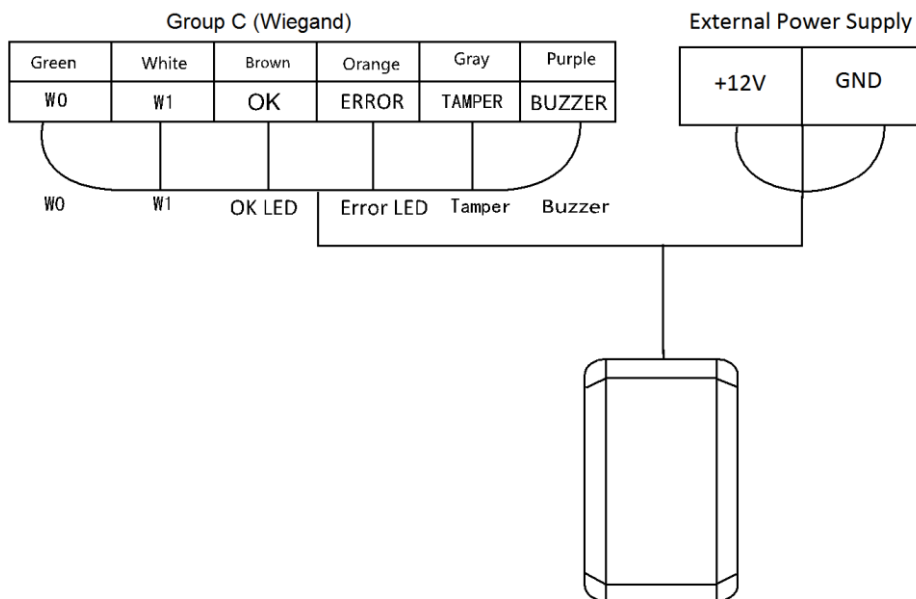 Group C (Wiegand)
External Power Supply
Green White Brown Orange Gray Purple
W0 W1 OK ERROR TAMPER BUZZER
+12V GND
W0 W1 OK LED Error LED Tamper Buzzer